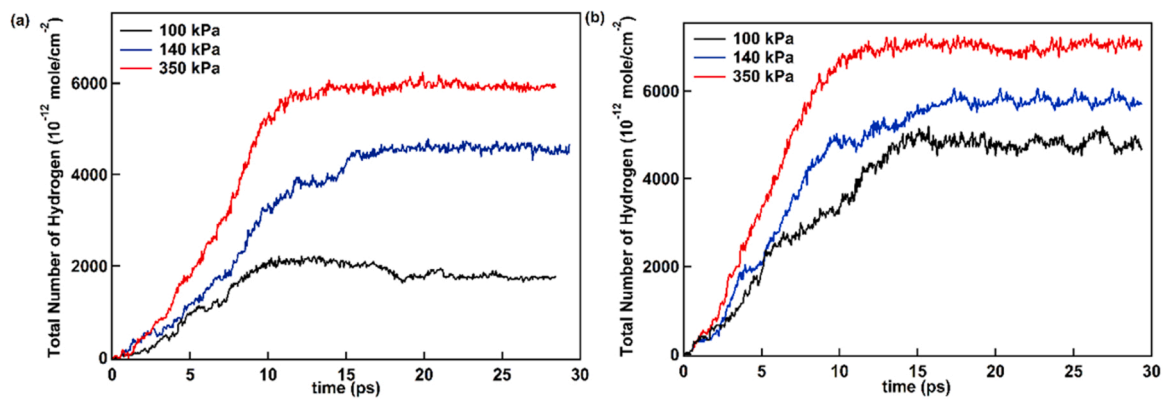 (a)
Total Number of Hydrogen (10⁻¹² mole/cm⁻²)
100 kPa
140 kPa
350 kPa
6000
4000
2000
0
0 5 10 15 20 25 30
time (ps)
(b)
Total Number of Hydrogen (10⁻¹² mole/cm⁻²)
100 kPa
140 kPa
350 kPa
6000
4000
2000
0
0 5 10 15 20 25 30
time (ps)